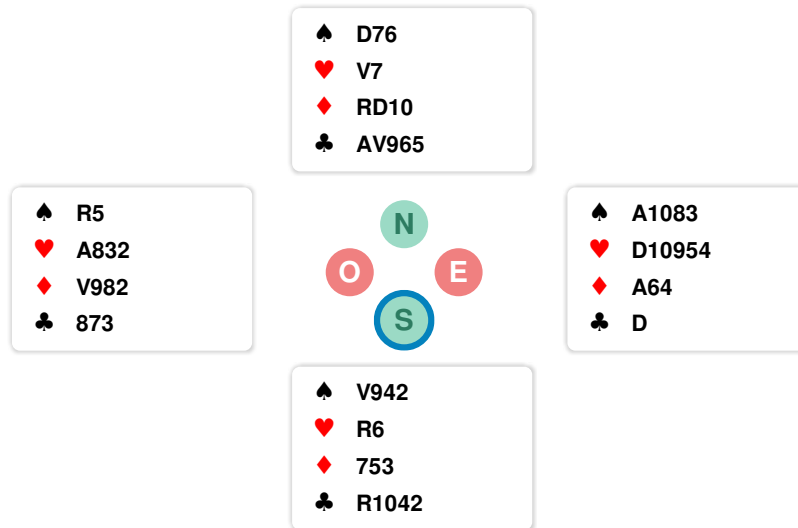 ♠ D76
♥ V7
♦ RD10
♣ AV965
♠ R5
♥ A832
♦ V982
♣ 873
N
O
E
S
♠ A1083
♥ D10954
♦ A64
♣ D
♠ V942
♥ R6
♦ 753
♣ R1042